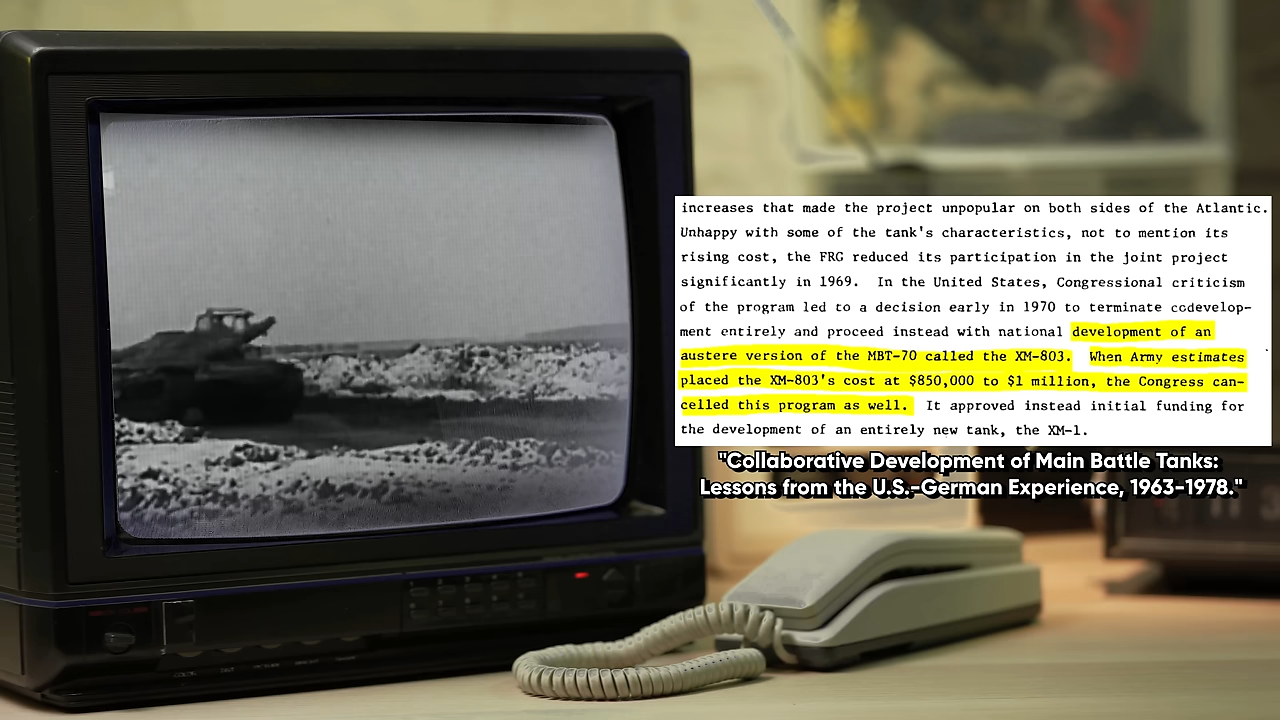 increases that made the project unpopular on both sides of the Atlantic.
Unhappy with some of the tank's characteristics, not to mention its
rising cost, the FRG reduced its participation in the joint project
significantly in 1969. In the United States, Congressional criticism
of the program led to a decision early in 1970 to terminate codevelop-
ment entirely and proceed instead with national development of an
austere version of the MBT-70 called the XM-803. When Army estimates
placed the XM-803's cost at $850,000 to $1 million, the Congress can-
celled this program as well. It approved instead initial funding for
the development of an entirely new tank, the XM-1.
"Collaborative Development of Main Battle Tanks:
Lessons from the U.S.-German Experience, 1963-1978."